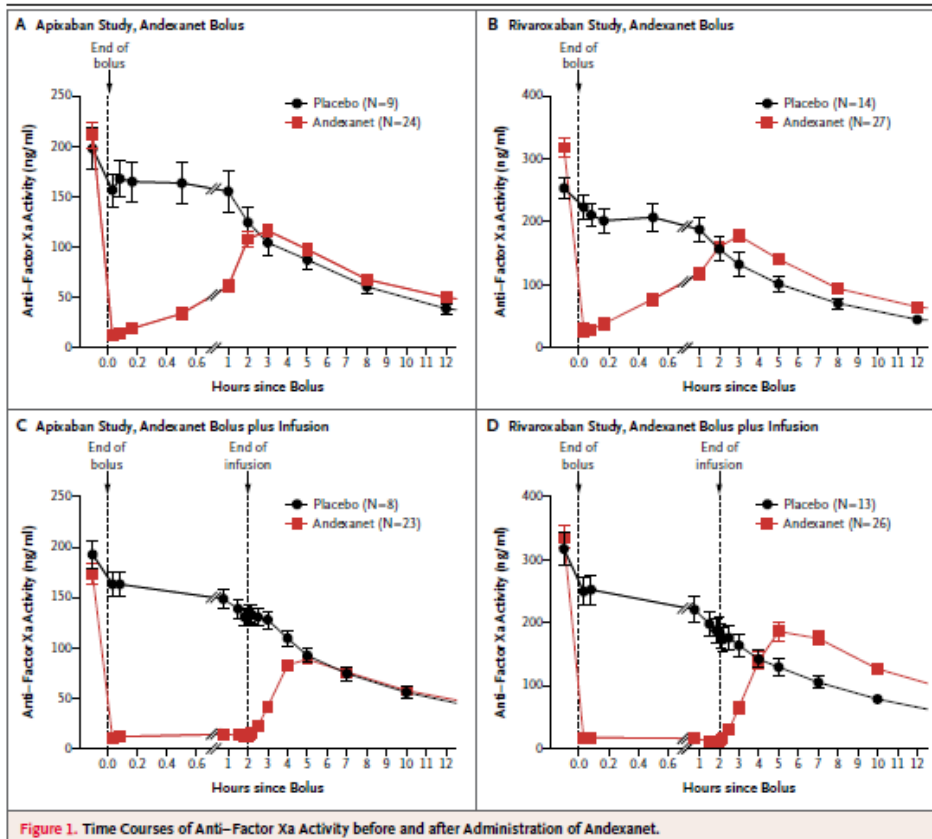 A Apixaban Study, Andexanet Bolus
End of
bolus
250
200
150
100
50
0
Anti–Factor Xa Activity (ng/ml)
Placebo (N=9)
Andexanet (N=24)
0.0 0.2 0.4 0.6 1 2 3 4 5 6 7 8 9 10 11 12
Hours since Bolus
B Rivaroxaban Study, Andexanet Bolus
End of
bolus
400
300
200
100
0
Anti–Factor Xa Activity (ng/ml)
Placebo (N=14)
Andexanet (N=27)
0.0 0.2 0.4 0.6 1 2 3 4 5 6 7 8 9 10 11 12
Hours since Bolus
C Apixaban Study, Andexanet Bolus plus Infusion
End of
bolus
End of
infusion
250
200
150
100
50
0
Anti–Factor Xa Activity (ng/ml)
Placebo (N=8)
Andexanet (N=23)
0.0 0.2 0.4 0.6 1 2 3 4 5 6 7 8 9 10 11 12
Hours since Bolus
D Rivaroxaban Study, Andexanet Bolus plus Infusion
End of
bolus
End of
infusion
400
300
200
100
0
Anti–Factor Xa Activity (ng/ml)
Placebo (N=13)
Andexanet (N=26)
0.0 0.2 0.4 0.6 1 2 3 4 5 6 7 8 9 10 11 12
Hours since Bolus
Figure 1. Time Courses of Anti–Factor Xa Activity before and after Administration of Andexanet.